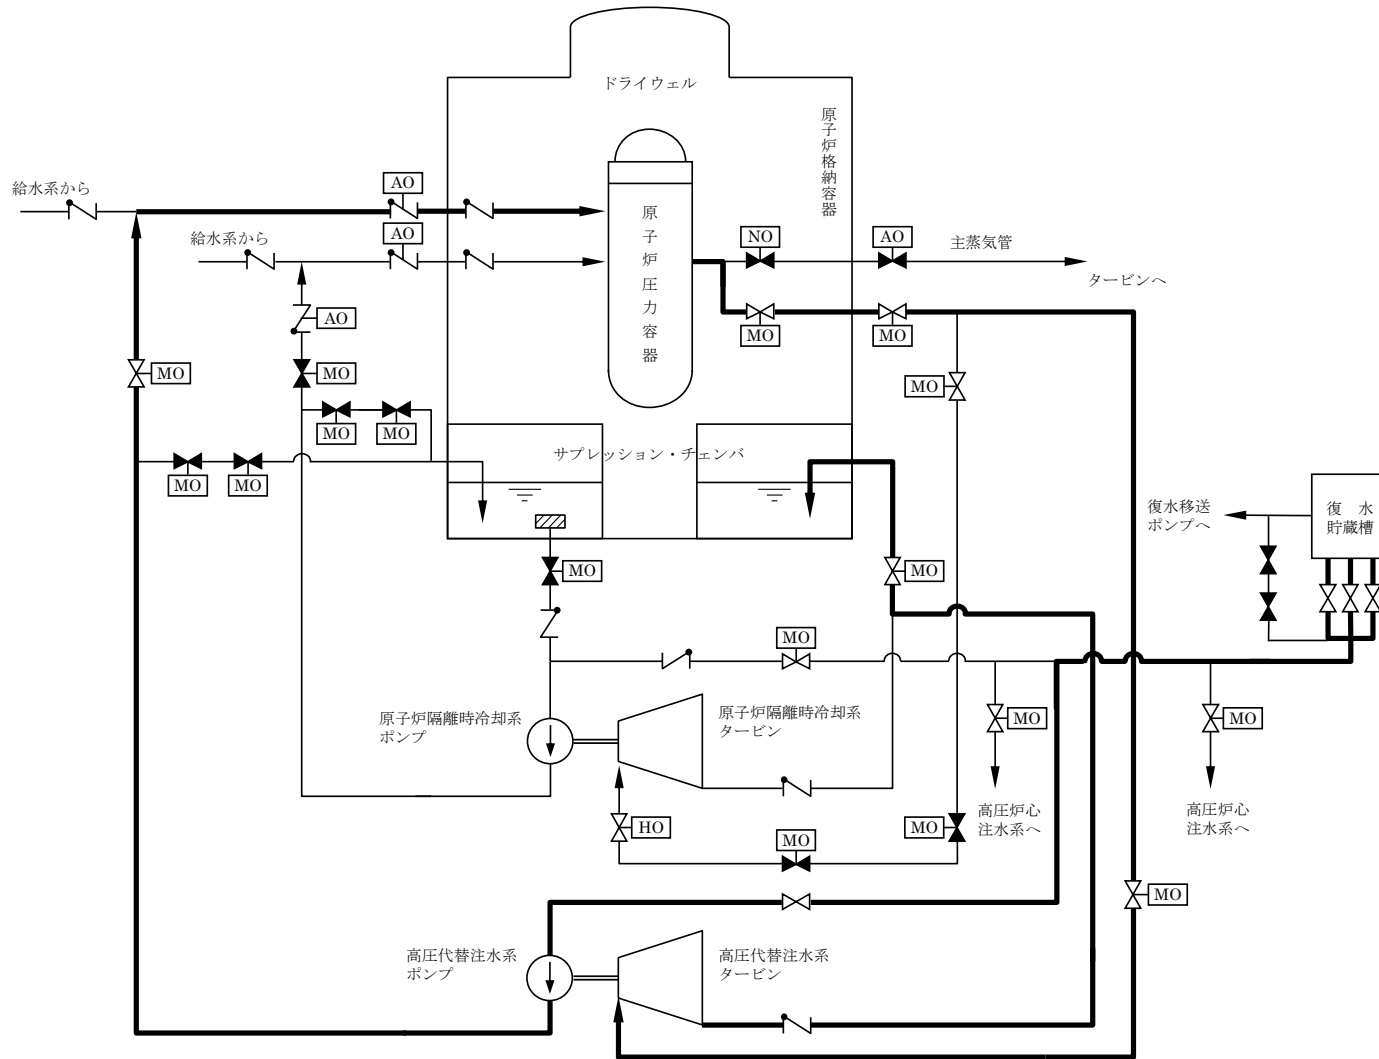 ドライウェル
原子炉格納容器
給水系から
AO
給水系から
AO
原子炉圧力容器
NO
AO
主蒸気管
タービンへ
AO
MO
MO
MO
MO
MO
MO
MO
MO
サプレッション・チェンバ
MO
MO
復水移送
ポンプへ
復水
貯蔵槽
MO
MO
MO
原子炉隔離時冷却系
ポンプ
原子炉隔離時冷却系
タービン
MO
MO
高圧炉心
注水系へ
高圧炉心
注水系へ
HO
MO
MO
MO
高圧代替注水系
ポンプ
高圧代替注水系
タービン